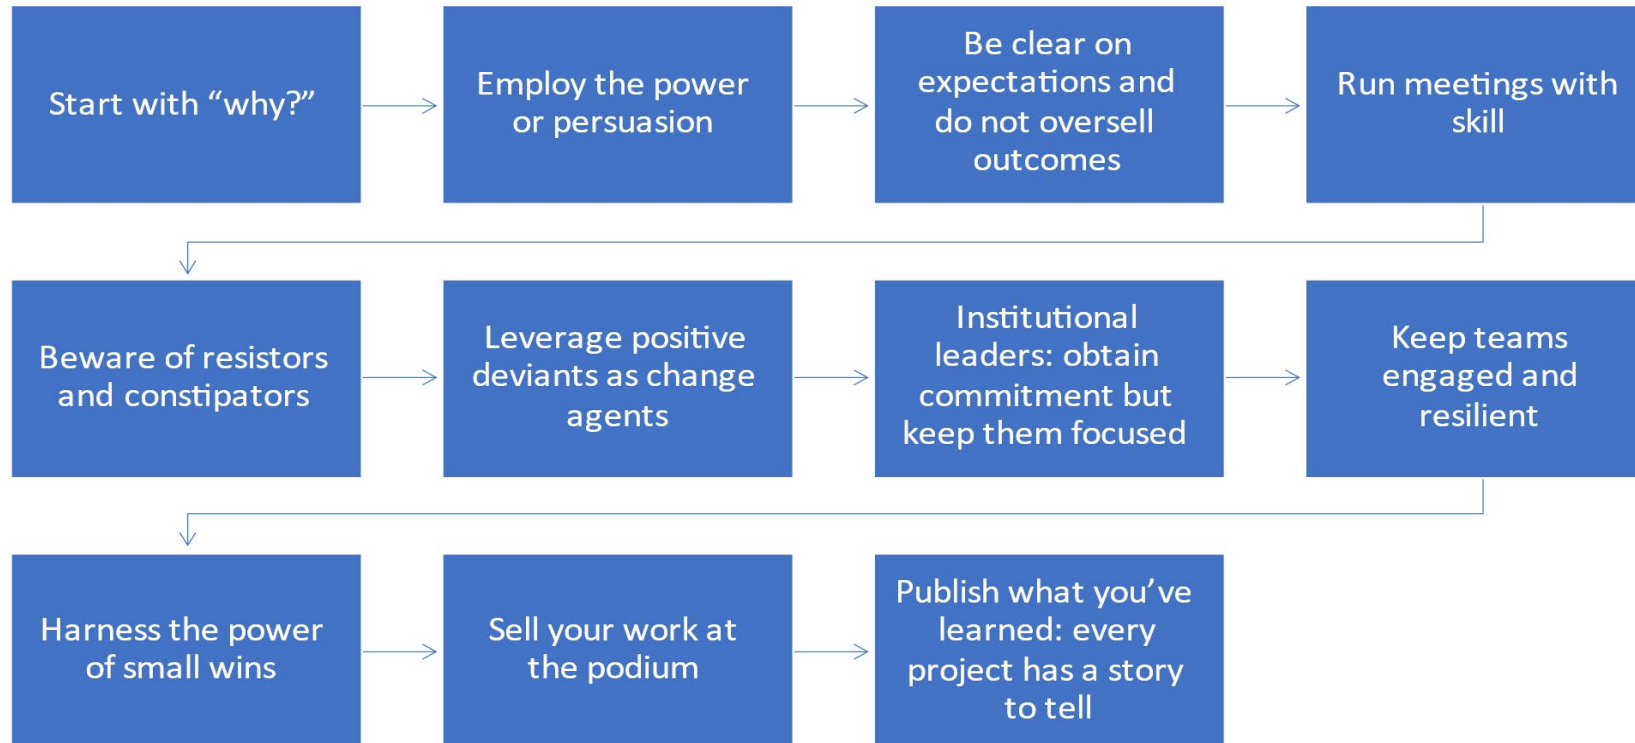 Start with “why?”
Employ the power
or persuasion
Be clear on
expectations and
do not oversell
outcomes
Run meetings with
skill
Beware of resistors
and constipators
Leverage positive
deviants as change
agents
Institutional
leaders: obtain
commitment but
keep them focused
Keep teams
engaged and
resilient
Harness the power
of small wins
Sell your work at
the podium
Publish what you’ve
learned: every
project has a story
to tell